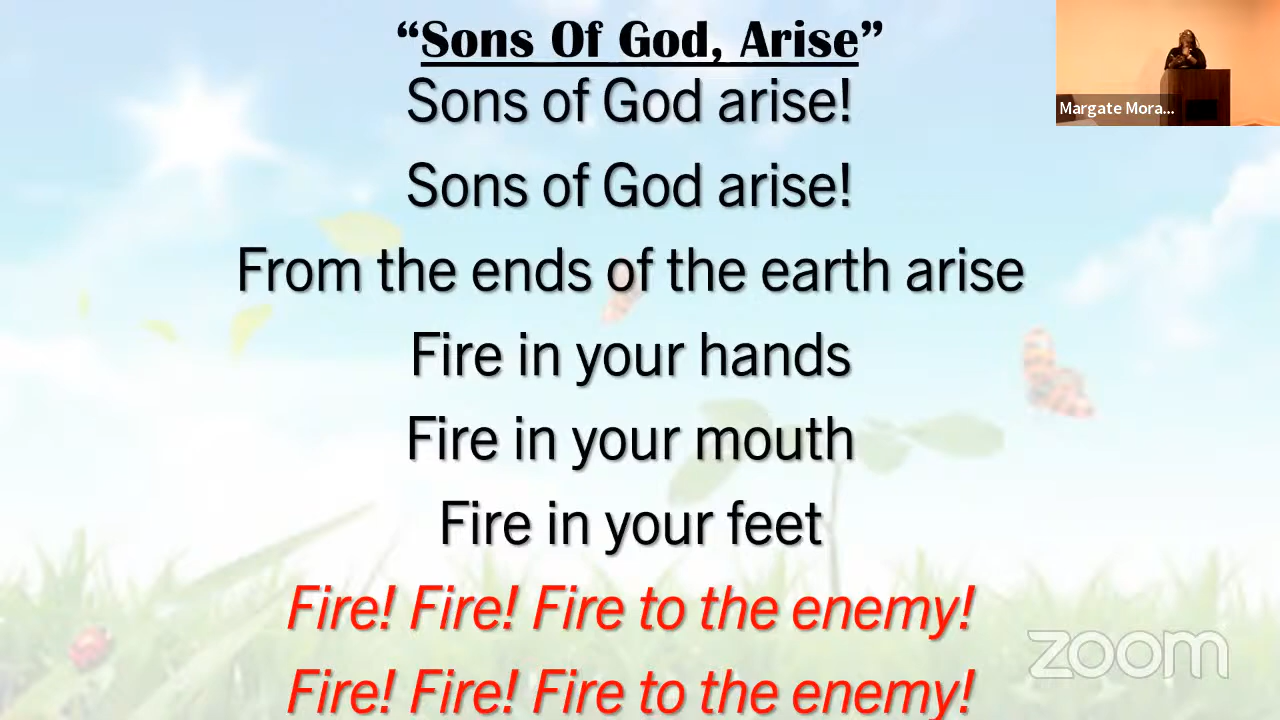 “Sons Of God, Arise”
Sons of God arise!
Sons of God arise!
From the ends of the earth arise
Fire in your hands
Fire in your mouth
Fire in your feet
Fire! Fire! Fire to the enemy!
Fire! Fire! Fire to the enemy!
Margate Mora...
zoom